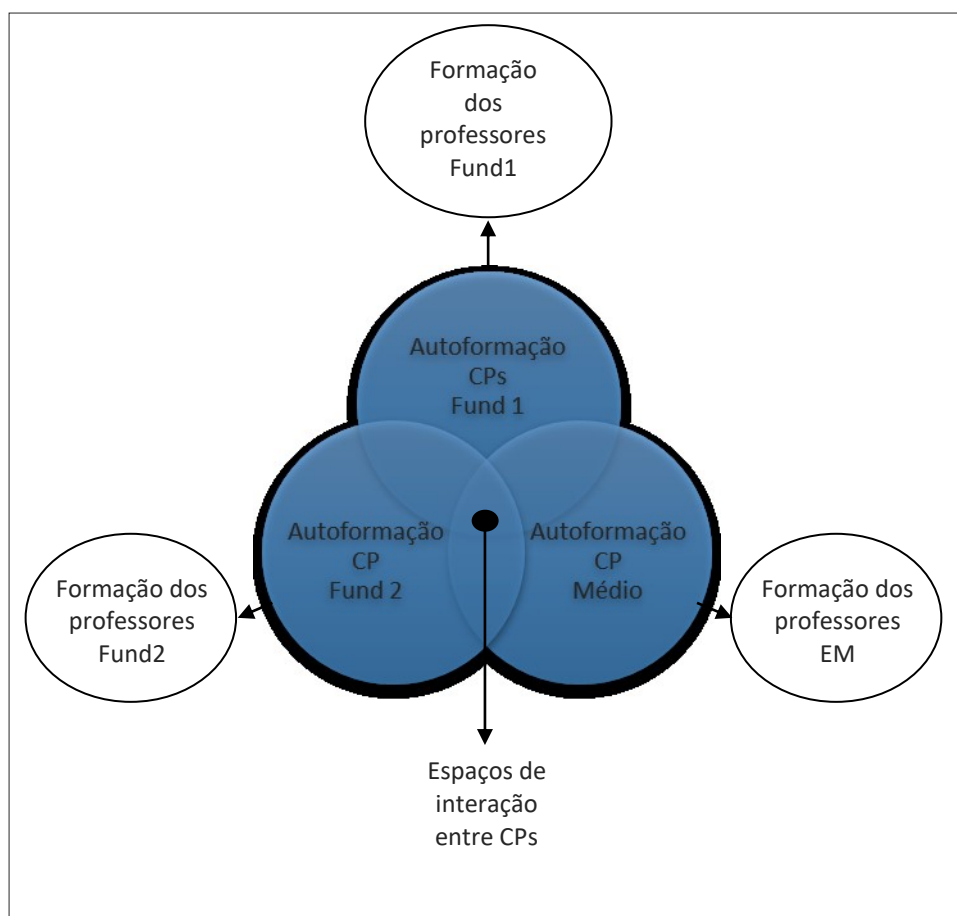 Formação
dos
professores
Fund1
Autoformação
CPs
Fund 1
Autoformação
CP
Fund 2
Autoformação
CP
Médio
Formação dos
professores
Fund2
Formação dos
professores
EM
Espaços de
interação
entre CPs